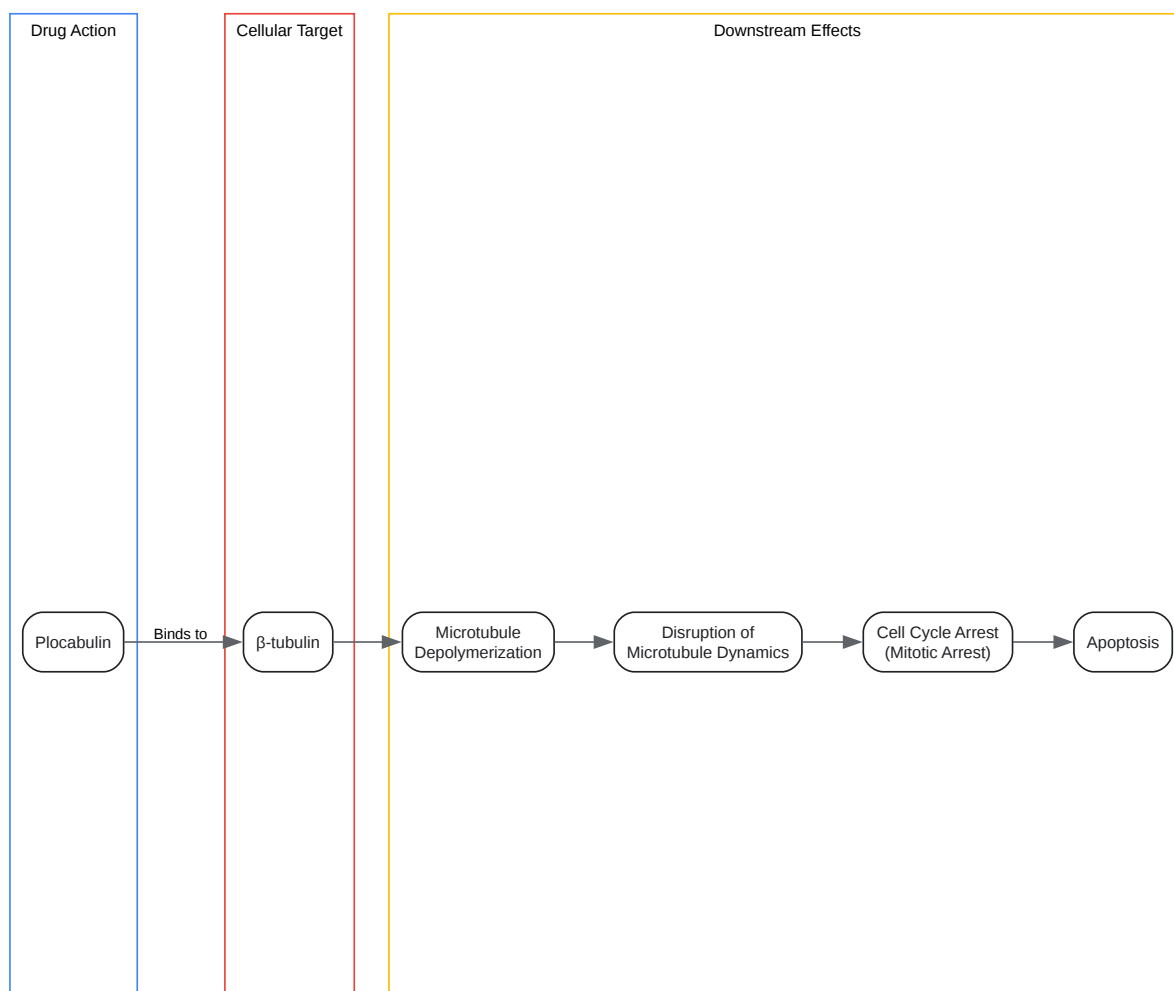 Drug Action
Cellular Target
Downstream Effects
Plocabulin
Binds to
β-tubulin
Microtubule
Depolymerization
Disruption of
Microtubule Dynamics
Cell Cycle Arrest
(Mitotic Arrest)
Apoptosis